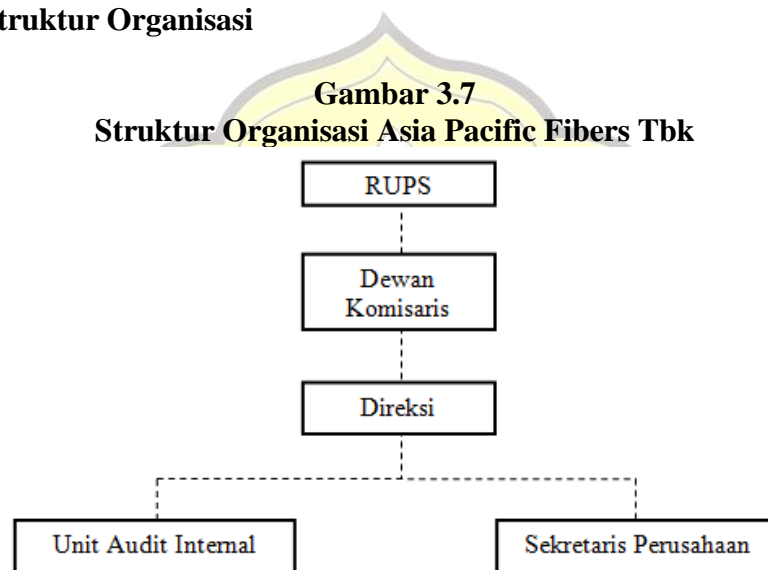 truktur Organisasi
Gambar 3.7
Struktur Organisasi Asia Pacific Fibers Tbk
RUPS
Dewan
Komisaris
Direksi
Unit Audit Internal
Sekretaris Perusahaan